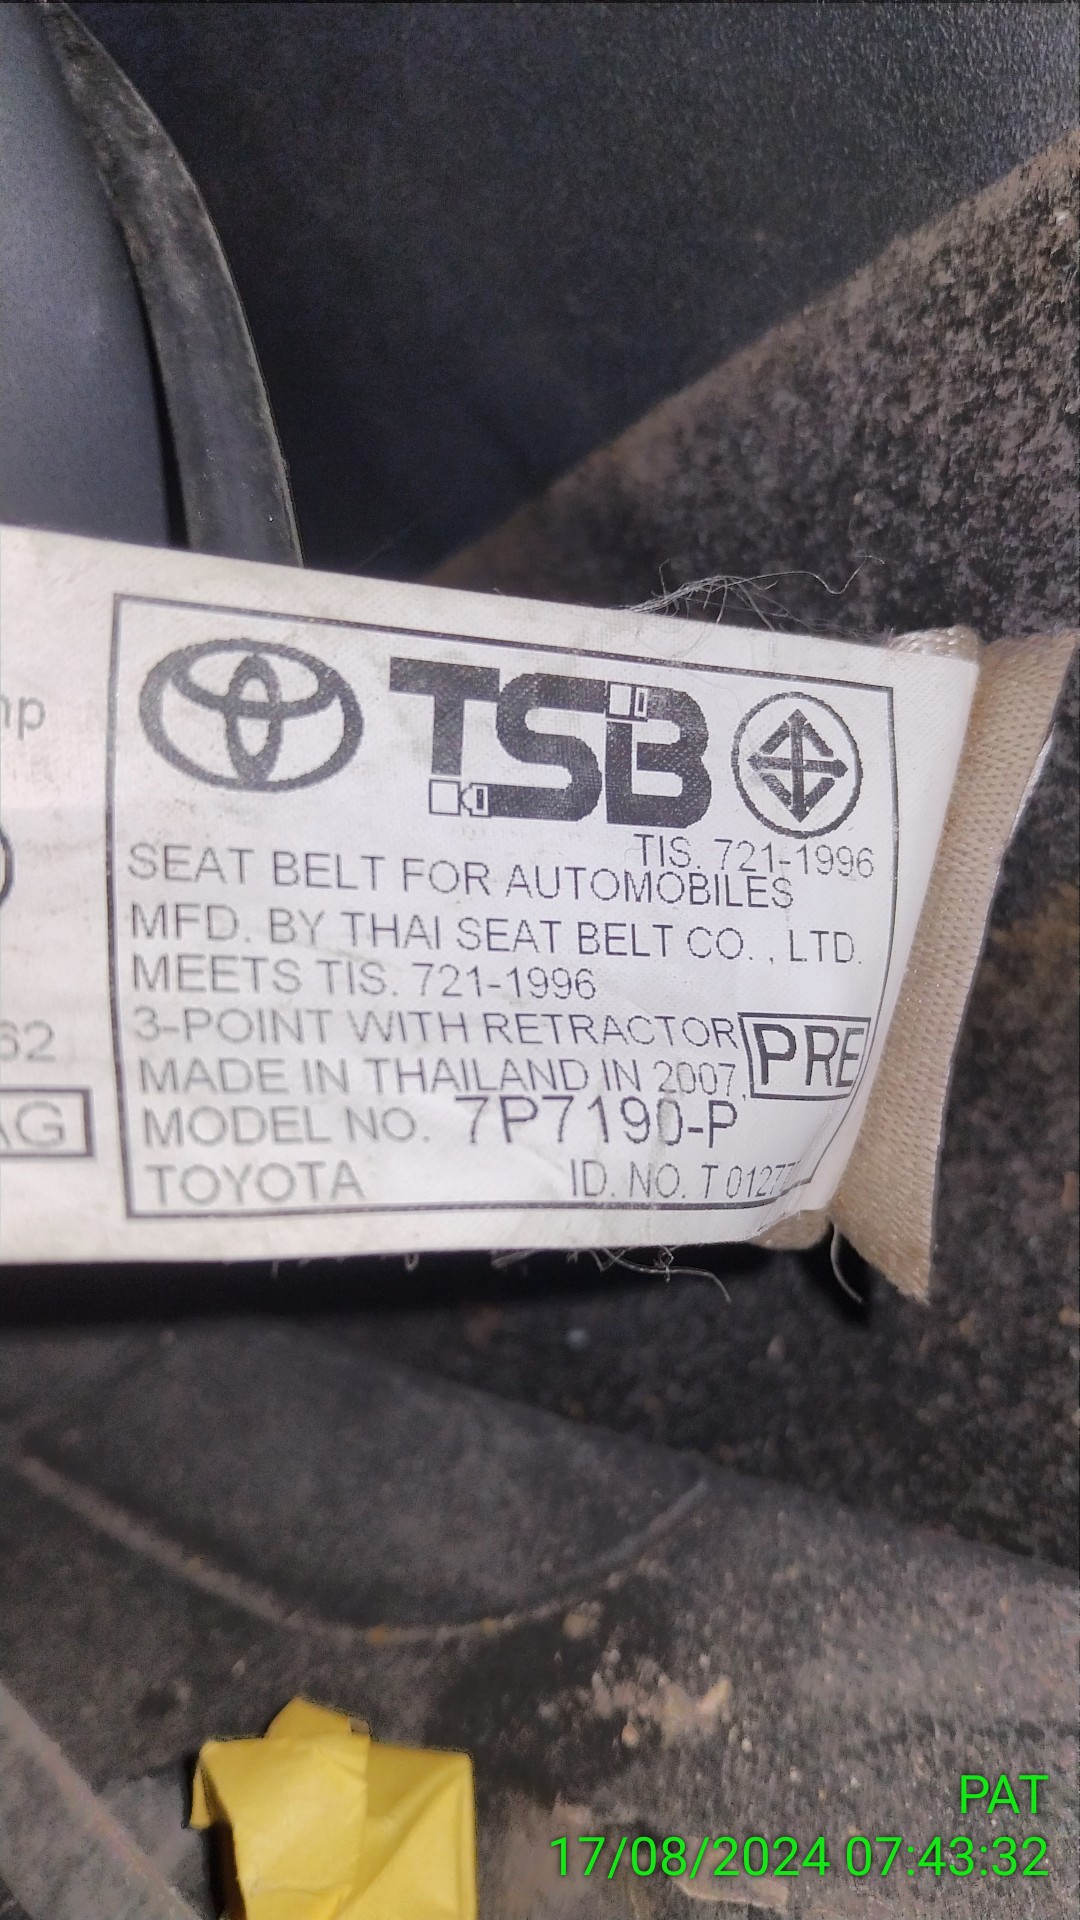 TSB
TIS. 721-1996
SEAT BELT FOR AUTOMOBILES
MFD. BY THAI SEAT BELT CO. , LTD.
MEETS TIS. 721-1996
3-POINT WITH RETRACTOR
PRE
MADE IN THAILAND IN 2007,
MODEL NO. 7P7190-P
TOYOTA ID. NO. T
PAT
17/08/2024 07:43:32